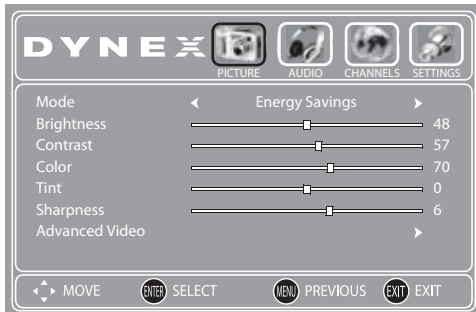 DYNEX
PICTURE AUDIO CHANNELS SETTINGS
Mode Energy Savings
Brightness 48
Contrast 57
Color 70
Tint 0
Sharpness 6
Advanced Video
MOVE ENTER SELECT MENU PREVIOUS EXIT EXIT